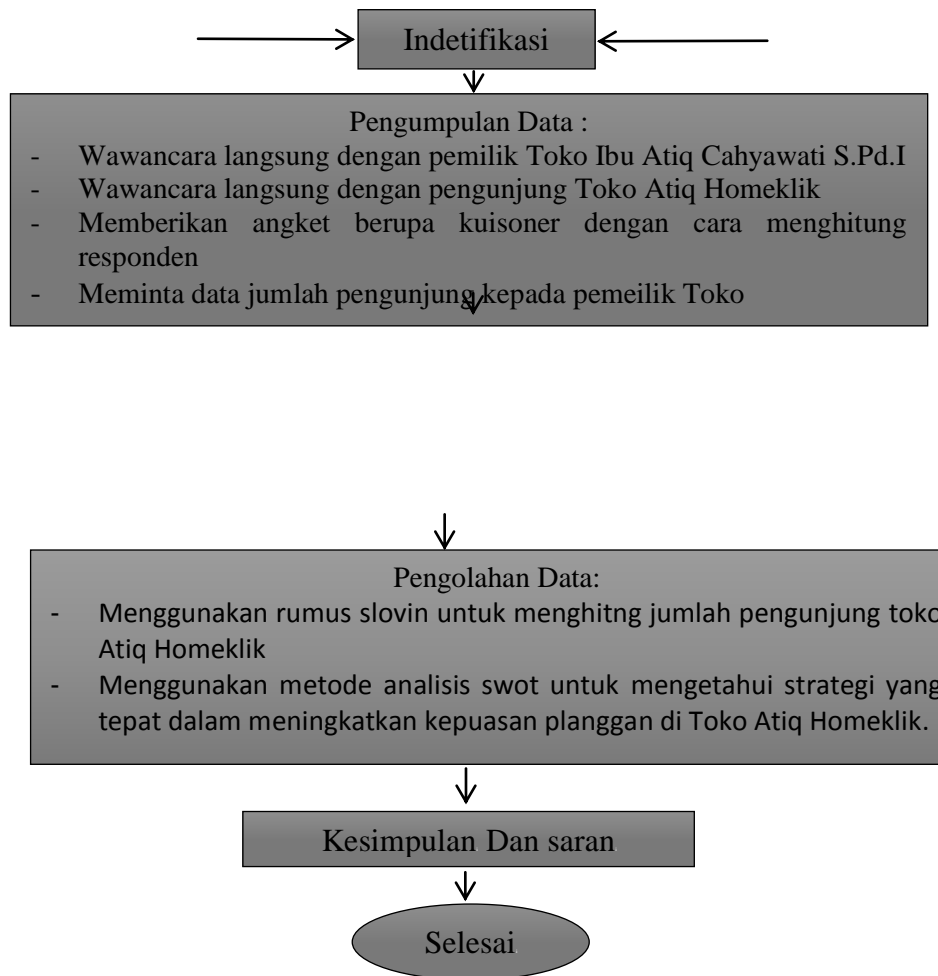 Indetifikasi
Pengumpulan Data :
- Wawancara langsung dengan pemilik Toko Ibu Atiq Cahyawati S.Pd.I
- Wawancara langsung dengan pengunjung Toko Atiq Homeklik
- Memberikan angket berupa kuisoner dengan cara menghitung
responden
- Meminta data jumlah pengunjung kepada pemeilik Toko
Pengolahan Data:
- Menggunakan rumus slovin untuk menghitng jumlah pengunjung toko
Atiq Homeklik
- Menggunakan metode analisis swot untuk mengetahui strategi yang
tepat dalam meningkatkan kepuasan planggan di Toko Atiq Homeklik.
Kesimpulan Dan saran
Selesai